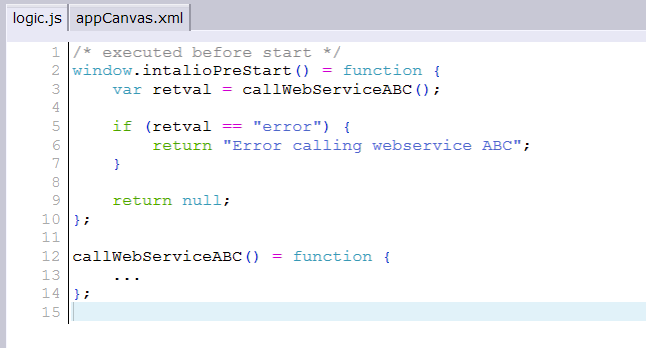 logic.js appCanvas.xml
1 /* executed before start */
2 window.intalioPreStart() = function {
3     var retval = callWebServiceABC();
4
5     if (retval == "error") {
6         return "Error calling webservice ABC";
7     }
8
9     return null;
10 };
11
12 callWebServiceABC() = function {
13     ...
14 };
15